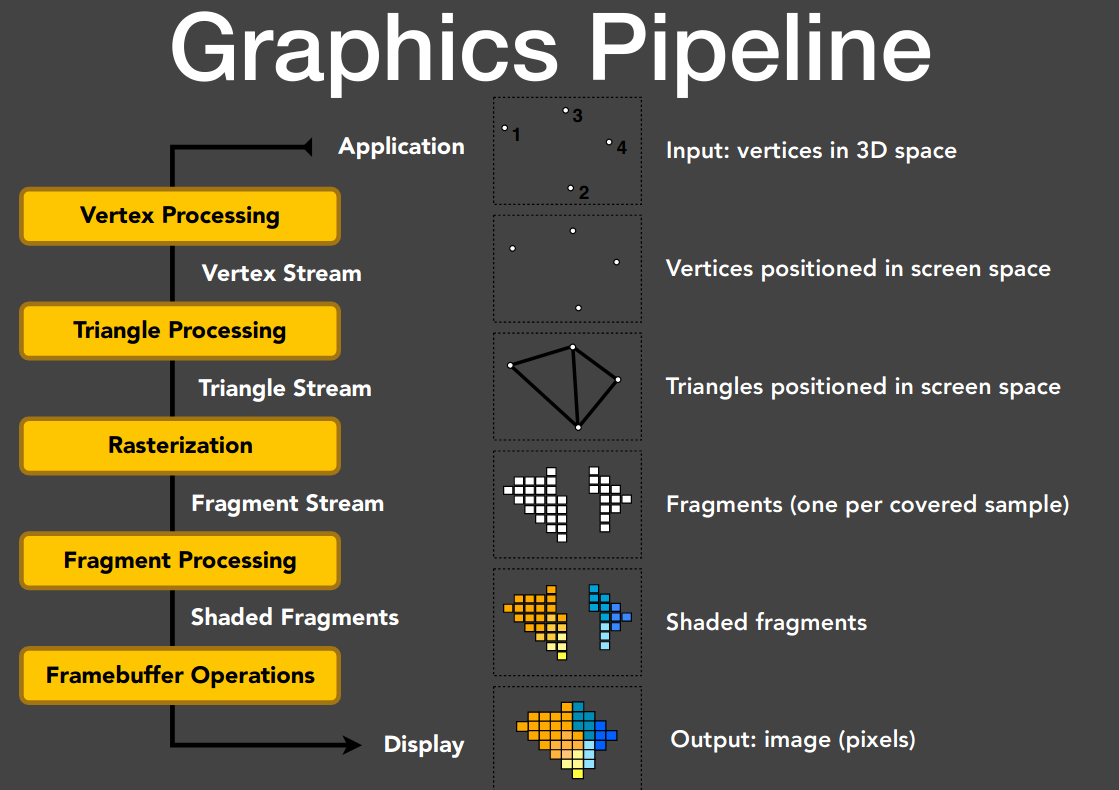 Graphics Pipeline
Application
1
3
4
2
Input: vertices in 3D space
Vertex Processing
Vertex Stream
Vertices positioned in screen space
Triangle Processing
Triangle Stream
Triangles positioned in screen space
Rasterization
Fragment Stream
Fragments (one per covered sample)
Fragment Processing
Shaded Fragments
Shaded fragments
Framebuffer Operations
Display
Output: image (pixels)